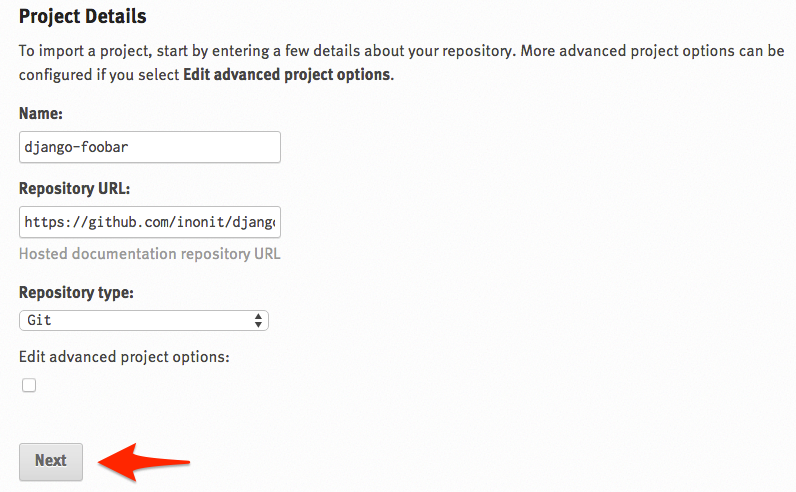 Project Details
To import a project, start by entering a few details about your repository. More advanced project options can be
configured if you select Edit advanced project options.
Name:
django-foobar
Repository URL:
https://github.com/inonit/django
Hosted documentation repository URL
Repository type:
Git
Edit advanced project options:
Next